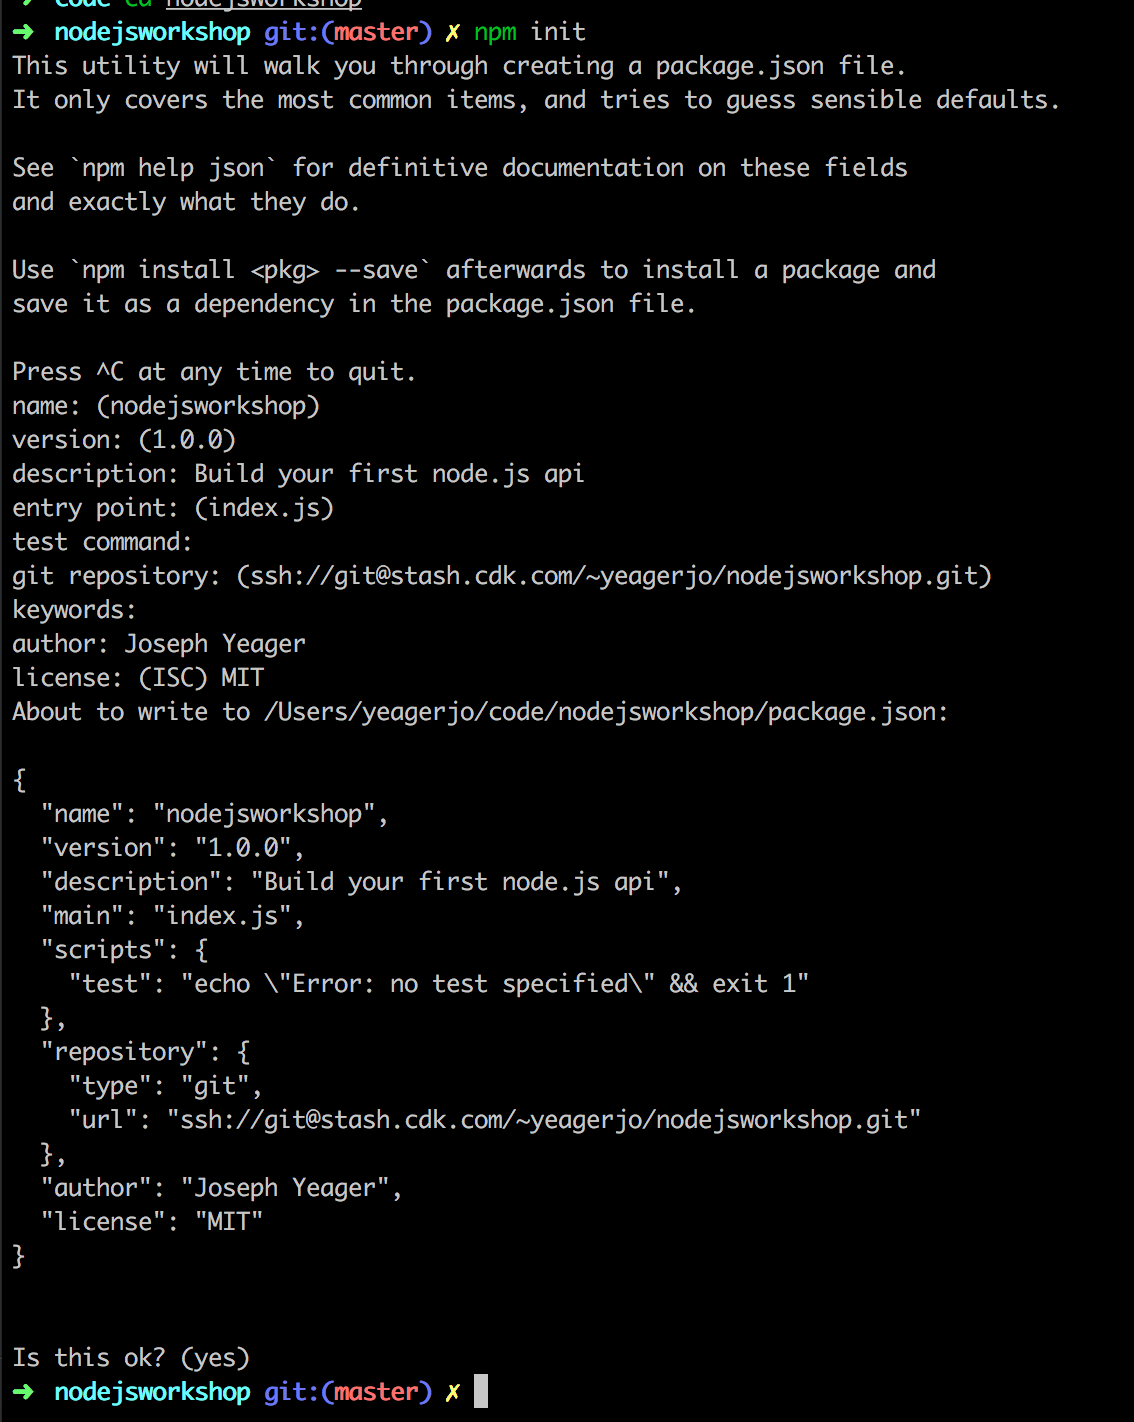 ➜ code cd nodejsworkshop
➜ nodejsworkshop git:(master) ✗ npm init
This utility will walk you through creating a package.json file.
It only covers the most common items, and tries to guess sensible defaults.

See `npm help json` for definitive documentation on these fields
and exactly what they do.

Use `npm install <pkg> --save` afterwards to install a package and
save it as a dependency in the package.json file.

Press ^C at any time to quit.
name: (nodejsworkshop)
version: (1.0.0)
description: Build your first node.js api
entry point: (index.js)
test command:
git repository: (ssh://git@stash.cdk.com/~yeagerjo/nodejsworkshop.git)
keywords:
author: Joseph Yeager
license: (ISC) MIT
About to write to /Users/yeagerjo/code/nodejsworkshop/package.json:

{
  "name": "nodejsworkshop",
  "version": "1.0.0",
  "description": "Build your first node.js api",
  "main": "index.js",
  "scripts": {
    "test": "echo \"Error: no test specified\" && exit 1"
  },
  "repository": {
    "type": "git",
    "url": "ssh://git@stash.cdk.com/~yeagerjo/nodejsworkshop.git"
  },
  "author": "Joseph Yeager",
  "license": "MIT"
}

Is this ok? (yes)
➜ nodejsworkshop git:(master) ✗